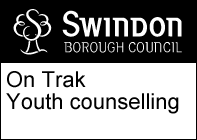 SWINDON
BOROUGH COUNCIL
On Trak
Youth counselling